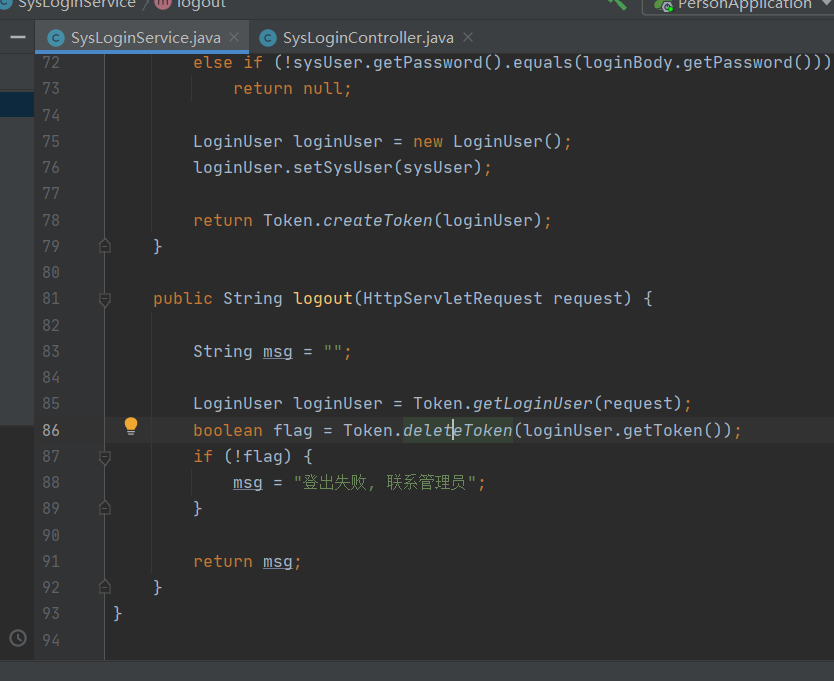 SysLoginService
logout
PersonApplication
SysLoginService.java
SysLoginController.java
72 else if (!sysUser.getPassword().equals(loginBody.getPassword()))
73 return null;
74
75 LoginUser loginUser = new LoginUser();
76 loginUser.setSysUser(sysUser);
77
78 return Token.createToken(loginUser);
79 }
80
81 public String logout(HttpServletRequest request) {
82
83 String msg = "";
84
85 LoginUser loginUser = Token.getLoginUser(request);
86 boolean flag = Token.deleteToken(loginUser.getToken());
87 if (!flag) {
88 msg = "登出失败, 联系管理员";
89 }
90
91 return msg;
92 }
93 }
94